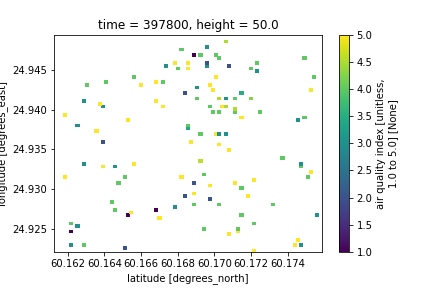 time = 397800, height = 50.0
24.945
24.940
24.935
24.930
24.925
longitude [degrees_east]
60.162 60.164 60.166 60.168 60.170 60.172 60.174
latitude [degrees_north]
5.0
4.5
4.0
3.5
3.0
2.5
2.0
1.5
1.0
air quality index [unitless,
1.0 to 5.0] [None]